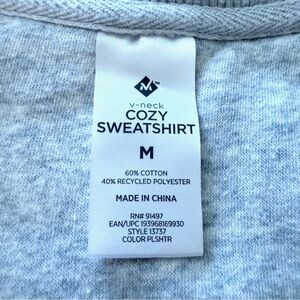 M™
v-neck
COZY
SWEATSHIRT
M
60% COTTON
40% RECYCLED POLYESTER
MADE IN CHINA
RN# 91497
EAN/UPC 193968169930
STYLE 13737
COLOR PLSHTR